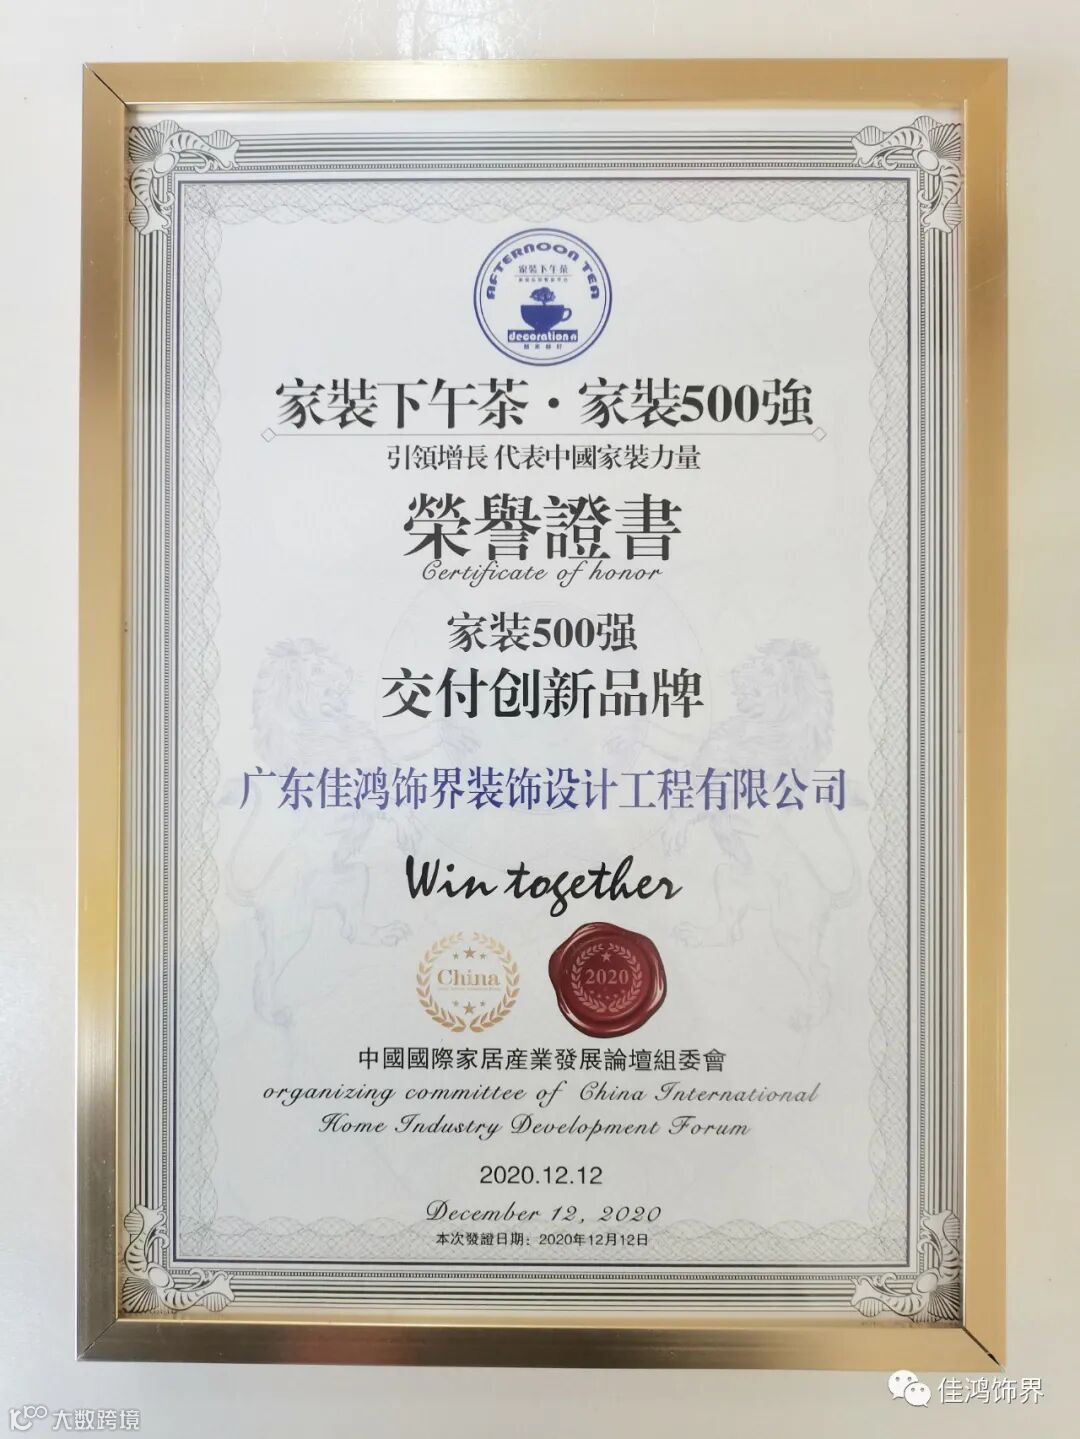 AFTERNOON TEA
家裝下午茶
decoration
家裝下午茶·家裝500強
引領增長 代表中國家裝力量
榮譽證書
Certificate of honor
家装500强
交付创新品牌
广东佳鸿饰界装饰设计工程有限公司
Win together
China
2020
中國國際家居産業發展論壇組委會
organizing committee of China International
Home Industry Development Forum
2020.12.12
December 12, 2020
本次發證日期：2020年12月12日
佳鸿饰界
大数跨境